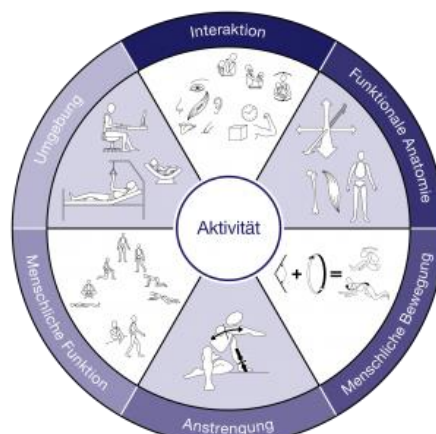 Interaktion
Funktionale Anatomie
Menschliche Bewegung
Anstrengung
Menschliche Funktion
Umgebung
Aktivität